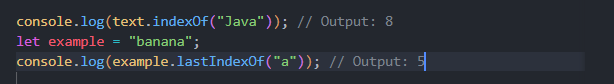 console.log(text.indexOf("Java")); // Output: 8
let example = "banana";
console.log(example.lastIndexOf("a")); // Output: 5